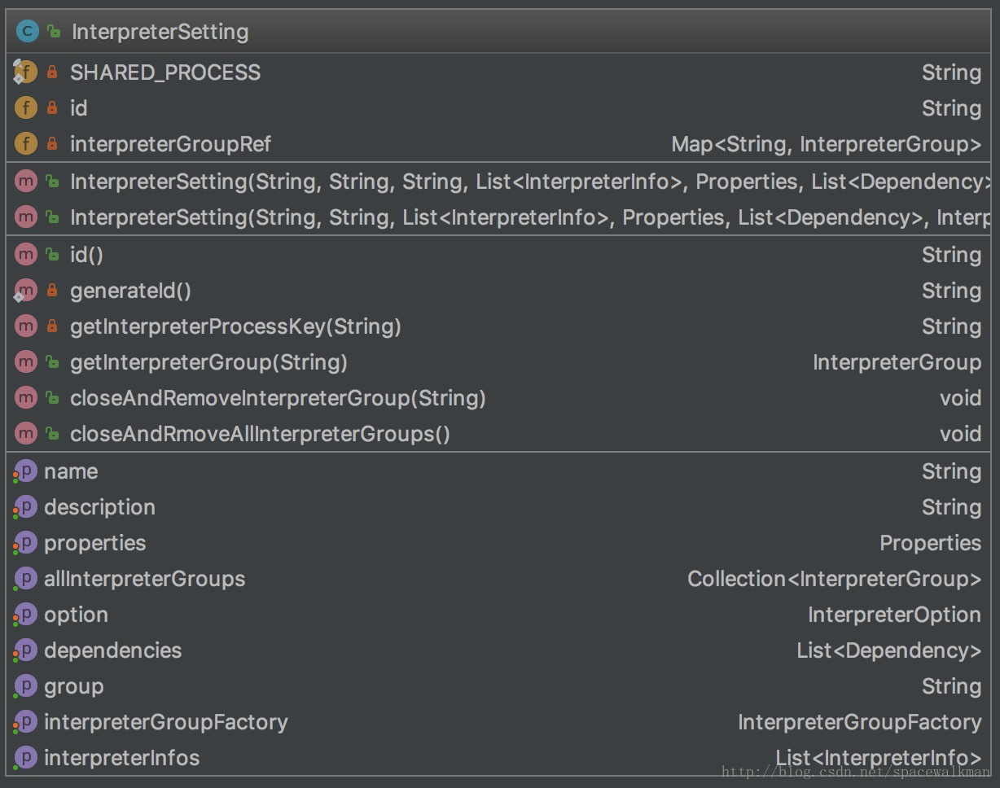 C InterpreterSetting
f SHARED_PROCESS String
f id String
f interpreterGroupRef Map<String, InterpreterGroup>
m InterpreterSetting(String, String, String, List<InterpreterInfo>, Properties, List<Dependency>
m InterpreterSetting(String, String, List<InterpreterInfo>, Properties, List<Dependency>, Interp
m id() String
m generateId() String
m getInterpreterProcessKey(String) String
m getInterpreterGroup(String) InterpreterGroup
m closeAndRemoveInterpreterGroup(String) void
m closeAndRmoveAllInterpreterGroups() void
p name String
p description String
p properties Properties
p allInterpreterGroups Collection<InterpreterGroup>
p option InterpreterOption
p dependencies List<Dependency>
p group String
p interpreterGroupFactory InterpreterGroupFactory
p interpreterInfos List<InterpreterInfo>
http://blog.csdn.net/spacewalkman